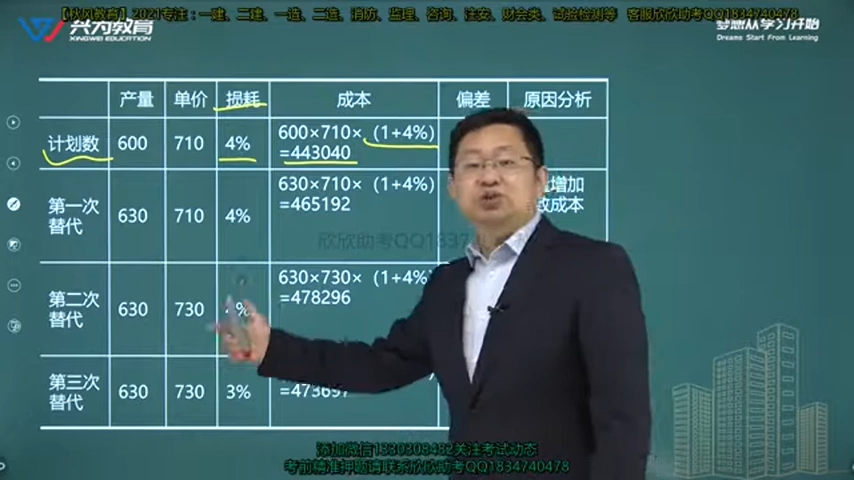 【秋风教育】2021专注：一建、二建、一造、二造、消防、监理、咨询、注安、财会类、试验检测等 客服欣欣助考QQ1834740478
兴为教育
XINGWEI EDUCATION
梦想从学习开始
Dreams Start From Learning
产量 单价 损耗 成本 偏差 原因分析
计划数 600 710 4% 600×710×（1+4%）
=443040
第一次替代 630 710 4% 630×710×（1+4%）
=465192
增加
成本
欣欣助考QQ1837
第二次替代 630 730 630×730×（1+4%
=478296
第三次替代 630 730 3%
=473697
添加微信1330308482关注考试动态
考前精准押题请联系欣欣助考QQ1834740478